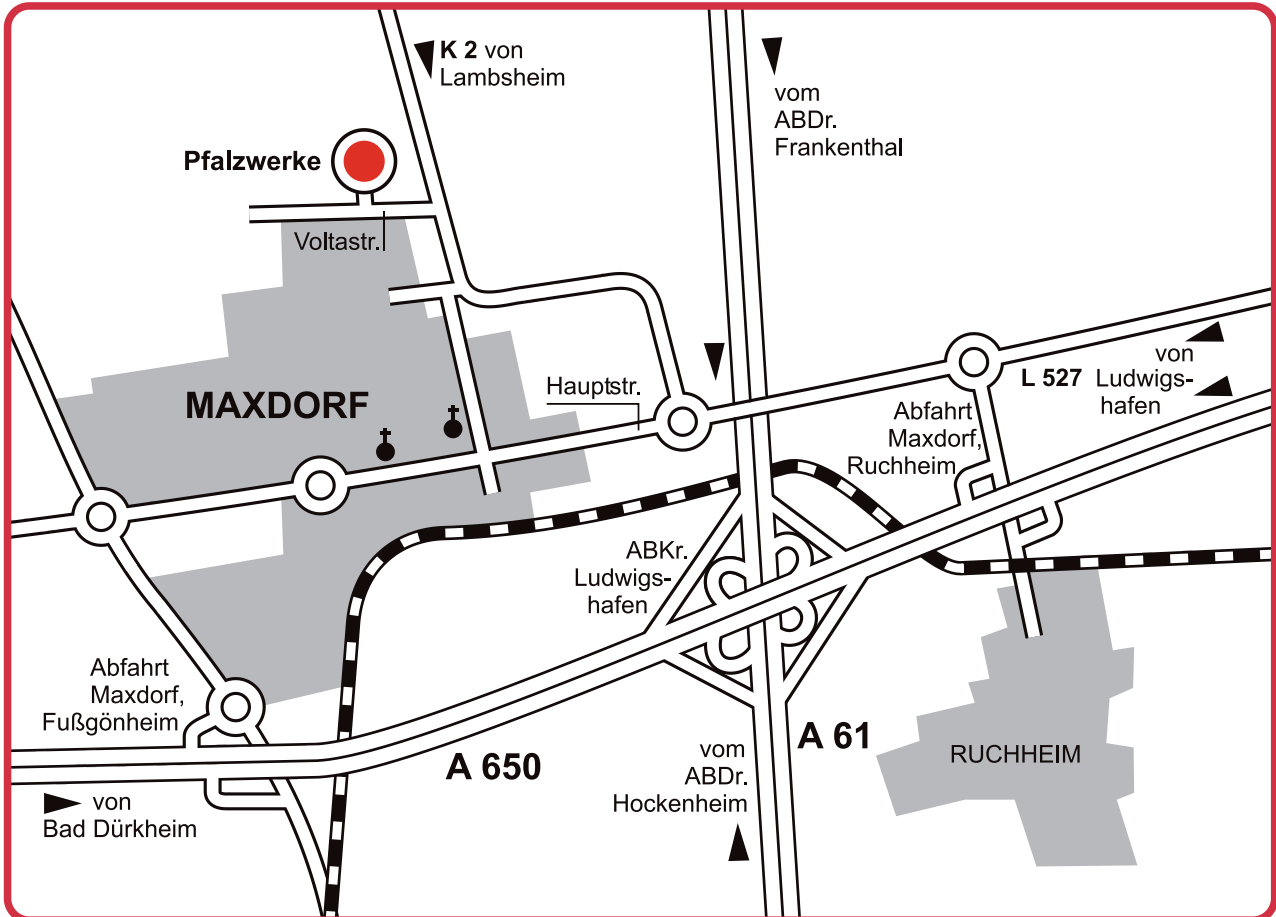 K 2 von
Lambsheim
vom
ABDr.
Frankenthal
Pfalzwerke
Voltastr.
MAXDORF
Hauptstr.
L 527
von
Ludwigs-
hafen
Abfahrt
Maxdorf,
Ruchheim
ABKr.
Ludwigs-
hafen
Abfahrt
Maxdorf,
Fußgönheim
A 650
A 61
vom
ABDr.
Hockenheim
RUCHHEIM
von
Bad Dürkheim